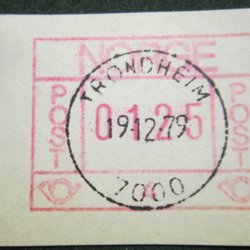 NORGE
TRONDHEIM
POST
0125
POST
19.12.79
7000